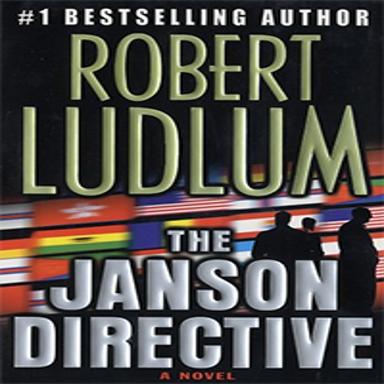 #1 BESTSELLING AUTHOR
ROBERT
LUDLUM
THE
JANSON
DIRECTIVE
A NOVEL